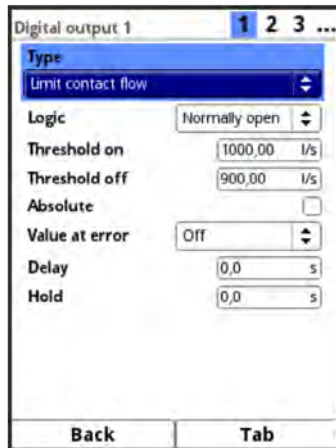 Digital output 1 1 2 3 ...
Type
Limit contact flow
Logic Normally open
Threshold on 1000,00 l/s
Threshold off 900,00 l/s
Absolute
Value at error Off
Delay 0,0 s
Hold 0,0 s
Back Tab